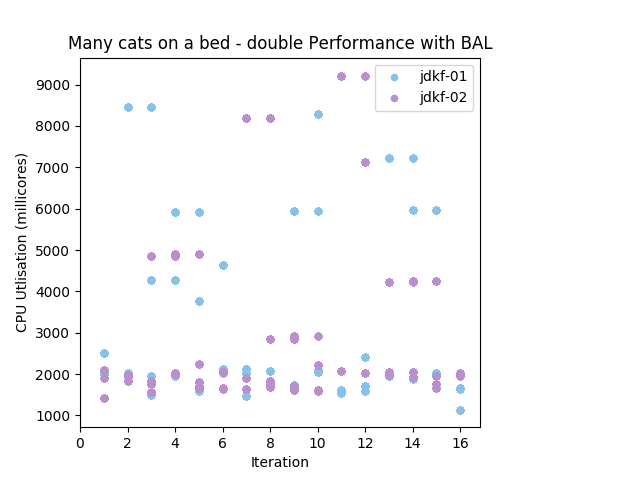 Many cats on a bed - double Performance with BAL
jdkf-01
jdkf-02
9000
8000
7000
6000
5000
4000
3000
2000
1000
CPU Utlisation (millicores)
0 2 4 6 8 10 12 14 16
Iteration